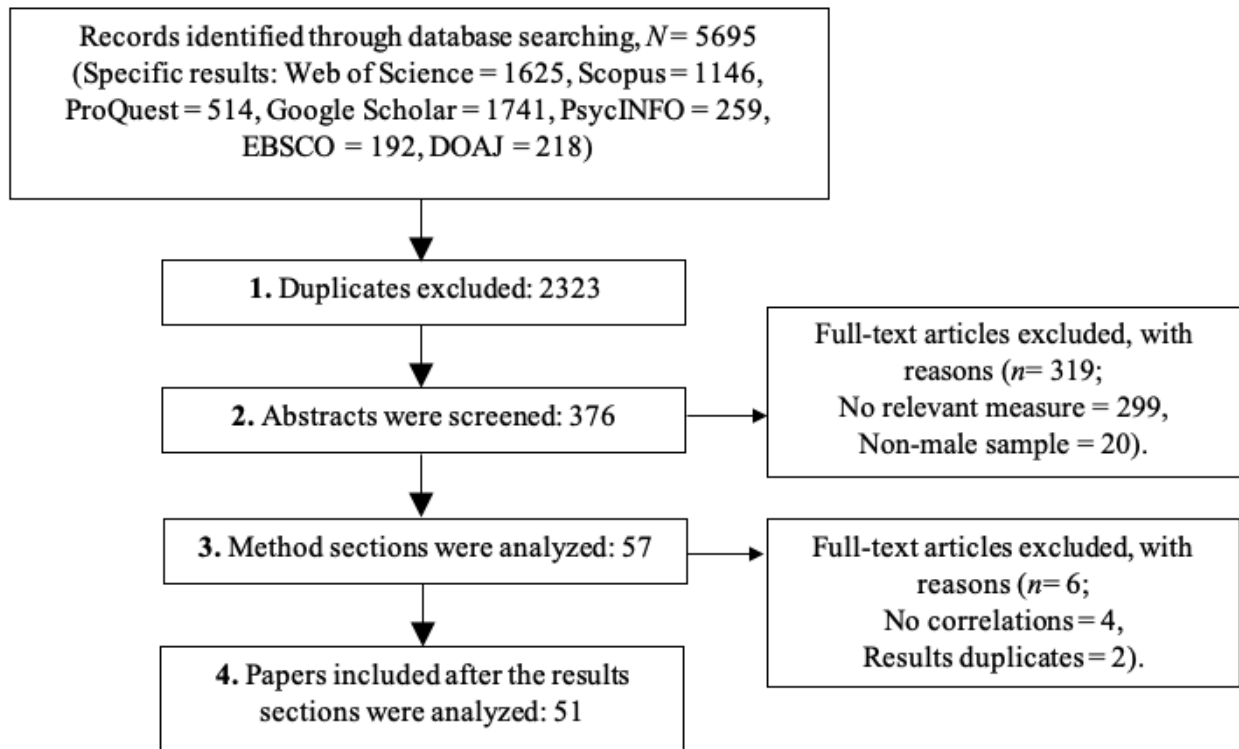 Records identified through database searching, N= 5695
(Specific results: Web of Science = 1625, Scopus = 1146,
ProQuest = 514, Google Scholar = 1741, PsycINFO = 259,
EBSCO = 192, DOAJ = 218)
1. Duplicates excluded: 2323
2. Abstracts were screened: 376
Full-text articles excluded, with
reasons (n= 319;
No relevant measure = 299,
Non-male sample = 20).
3. Method sections were analyzed: 57
Full-text articles excluded, with
reasons (n= 6;
No correlations = 4,
Results duplicates = 2).
4. Papers included after the results
sections were analyzed: 51